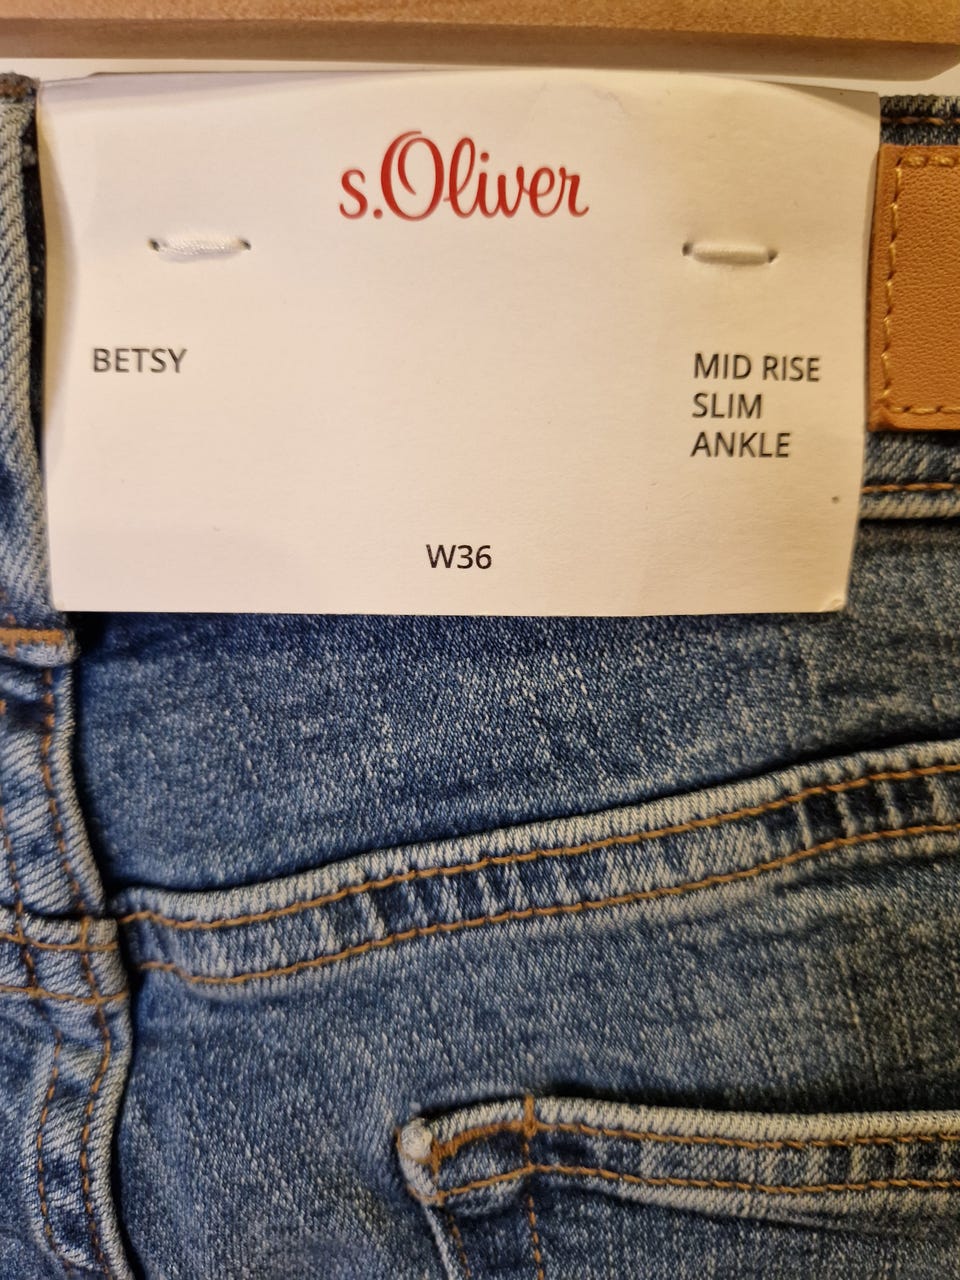 s.Oliver
BETSY
MID RISE
SLIM
ANKLE
W36